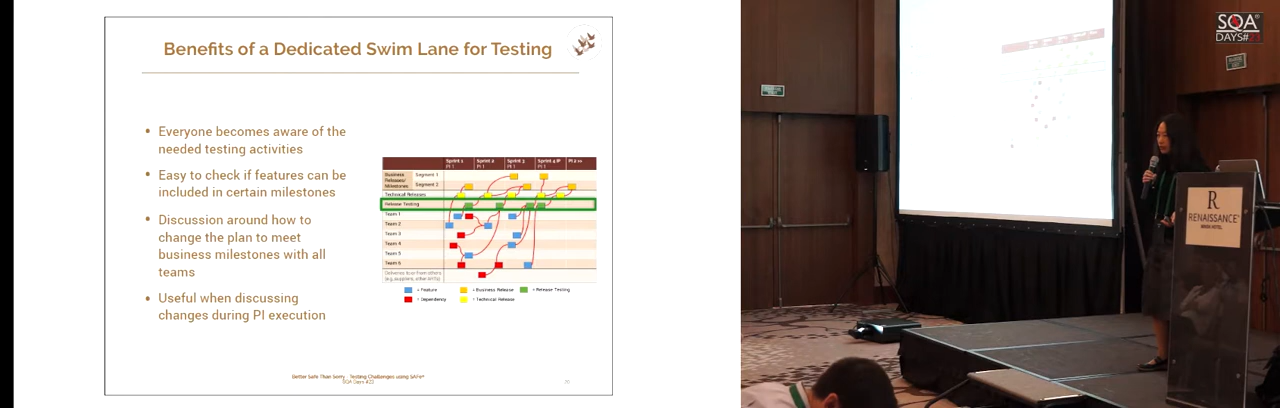 Benefits of a Dedicated Swim Lane for Testing
• Everyone becomes aware of the
needed testing activities
• Easy to check if features can be
included in certain milestones
• Discussion around how to
change the plan to meet
business milestones with all
teams
• Useful when discussing
changes during PI execution
Sprint 1 Sprint 2 Sprint 3 Sprint 4 IP PI 2 >>
PI 1 PI 1 PI 1 PI 1
Business
Releases/
Milestones
Segment 1
Segment 2
Technical Releases
Release Testing
Team 1
Team 2
Team 3
Team 4
Team 5
Team 6
= Feature = Business Release = Release Testing
= Dependency = Technical Release
Better Safe Than Sorry - Testing Challenges using SAFe®
SQA Days #22
SQA
DAYS#
R
RENAISSANCE®